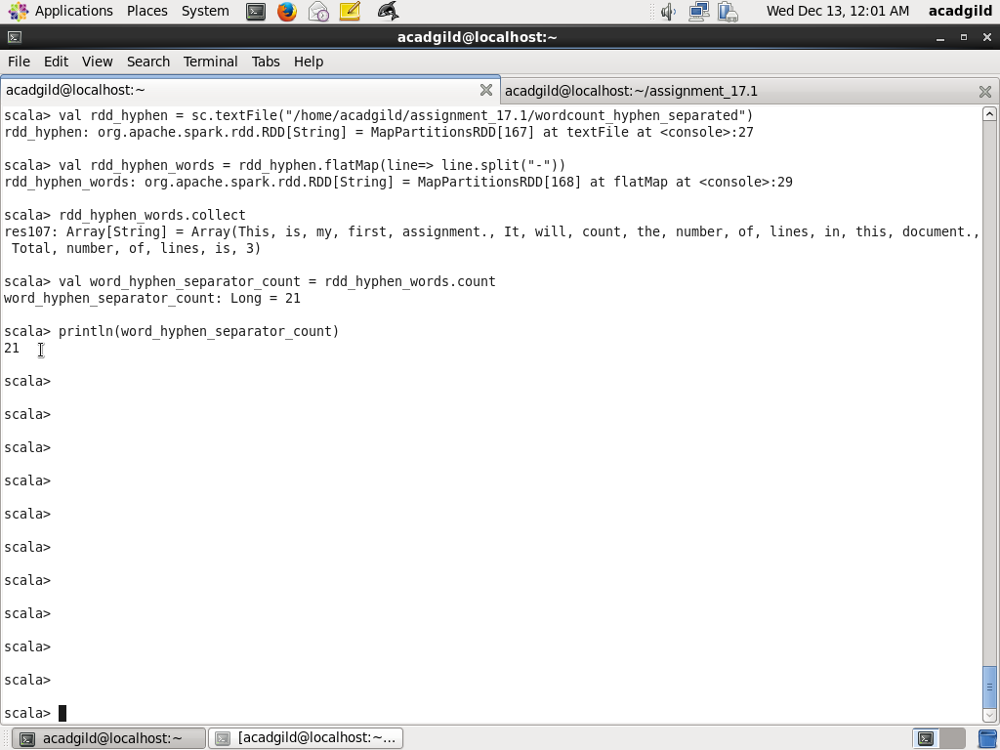 Applications Places System Wed Dec 13, 12:01 AM acadgild
acadgild@localhost:~
File Edit View Search Terminal Tabs Help
acadgild@localhost:~ acadgild@localhost:~/assignment_17.1
scala> val rdd_hyphen = sc.textFile("/home/acadgild/assignment_17.1/wordcount_hyphen_separated")
rdd_hyphen: org.apache.spark.rdd.RDD[String] = MapPartitionsRDD[167] at textFile at <console>:27
scala> val rdd_hyphen_words = rdd_hyphen.flatMap(line=> line.split("-"))
rdd_hyphen_words: org.apache.spark.rdd.RDD[String] = MapPartitionsRDD[168] at flatMap at <console>:29
scala> rdd_hyphen_words.collect
res107: Array[String] = Array(This, is, my, first, assignment., It, will, count, the, number, of, lines, in, this, document.,
Total, number, of, lines, is, 3)
scala> val word_hyphen_separator_count = rdd_hyphen_words.count
word_hyphen_separator_count: Long = 21
scala> println(word_hyphen_separator_count)
21
scala>
scala>
scala>
scala>
scala>
scala>
scala>
scala>
scala>
scala>
scala>
acadgild@localhost:~ [acadgild@localhost:~...